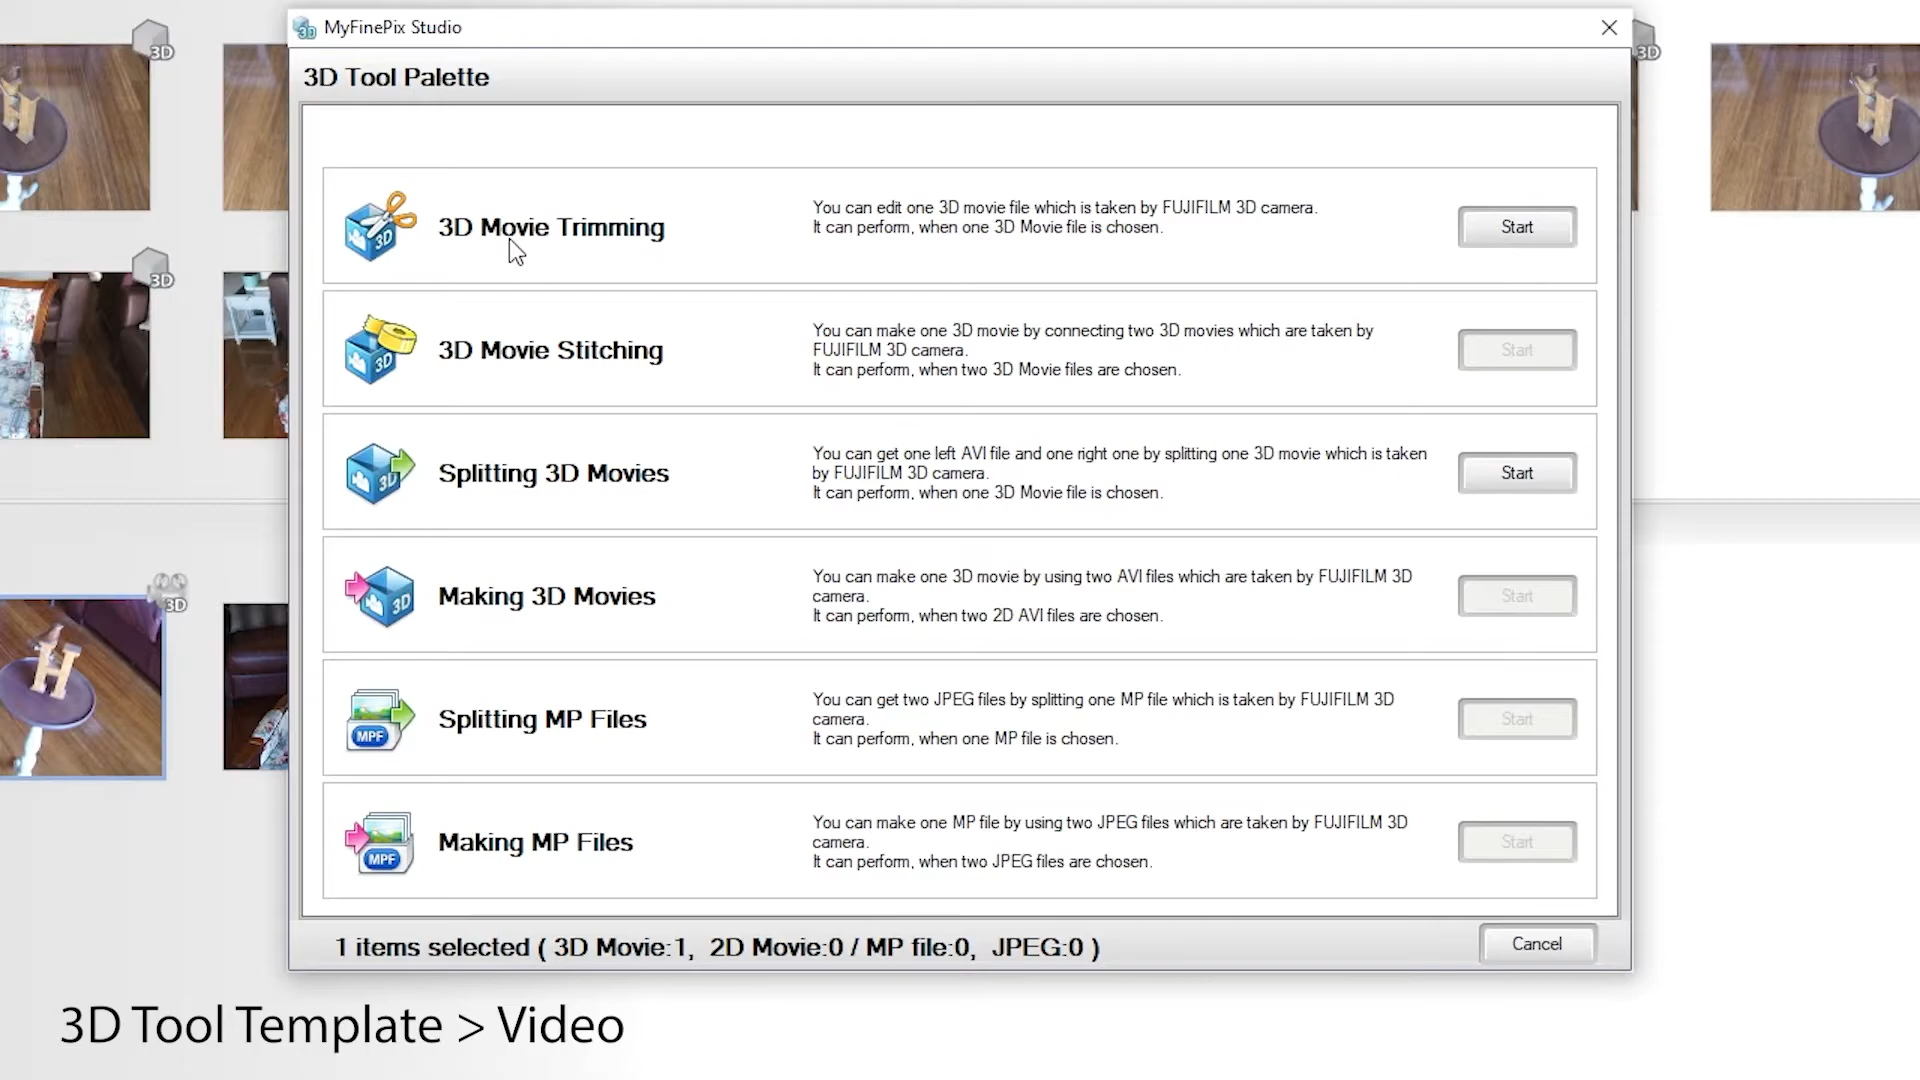 MyFinePix Studio
3D Tool Palette
3D Movie Trimming
You can edit one 3D movie file which is taken by FUJIFILM 3D camera.
It can perform, when one 3D Movie file is chosen.
Start
3D Movie Stitching
You can make one 3D movie by connecting two 3D movies which are taken by
FUJIFILM 3D camera.
It can perform, when two 3D Movie files are chosen.
Start
Splitting 3D Movies
You can get one left AVI file and one right one by splitting one 3D movie which is taken
by FUJIFILM 3D camera.
It can perform, when one 3D Movie file is chosen.
Start
Making 3D Movies
You can make one 3D movie by using two AVI files which are taken by FUJIFILM 3D
camera.
It can perform, when two 2D AVI files are chosen.
Start
Splitting MP Files
You can get two JPEG files by splitting one MP file which is taken by FUJIFILM 3D
camera.
It can perform, when one MP file is chosen.
Start
Making MP Files
You can make one MP file by using two JPEG files which are taken by FUJIFILM 3D
camera.
It can perform, when two JPEG files are chosen.
Start
1 items selected ( 3D Movie:1, 2D Movie:0 / MP file:0, JPEG:0 )
Cancel
3D Tool Template > Video
3D
3D
3D
3D
3D
3D
3D
3D
MPF
MPF